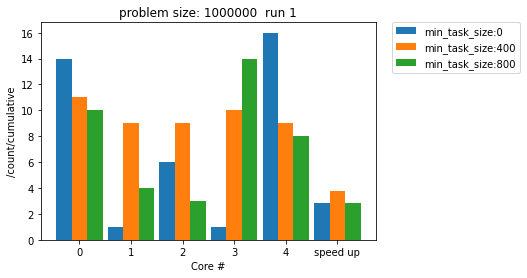 problem size: 1000000  run 1
min_task_size:0
min_task_size:400
min_task_size:800
/count/cumulative
16
14
12
10
8
6
4
2
0
0 1 2 3 4 speed up
Core #